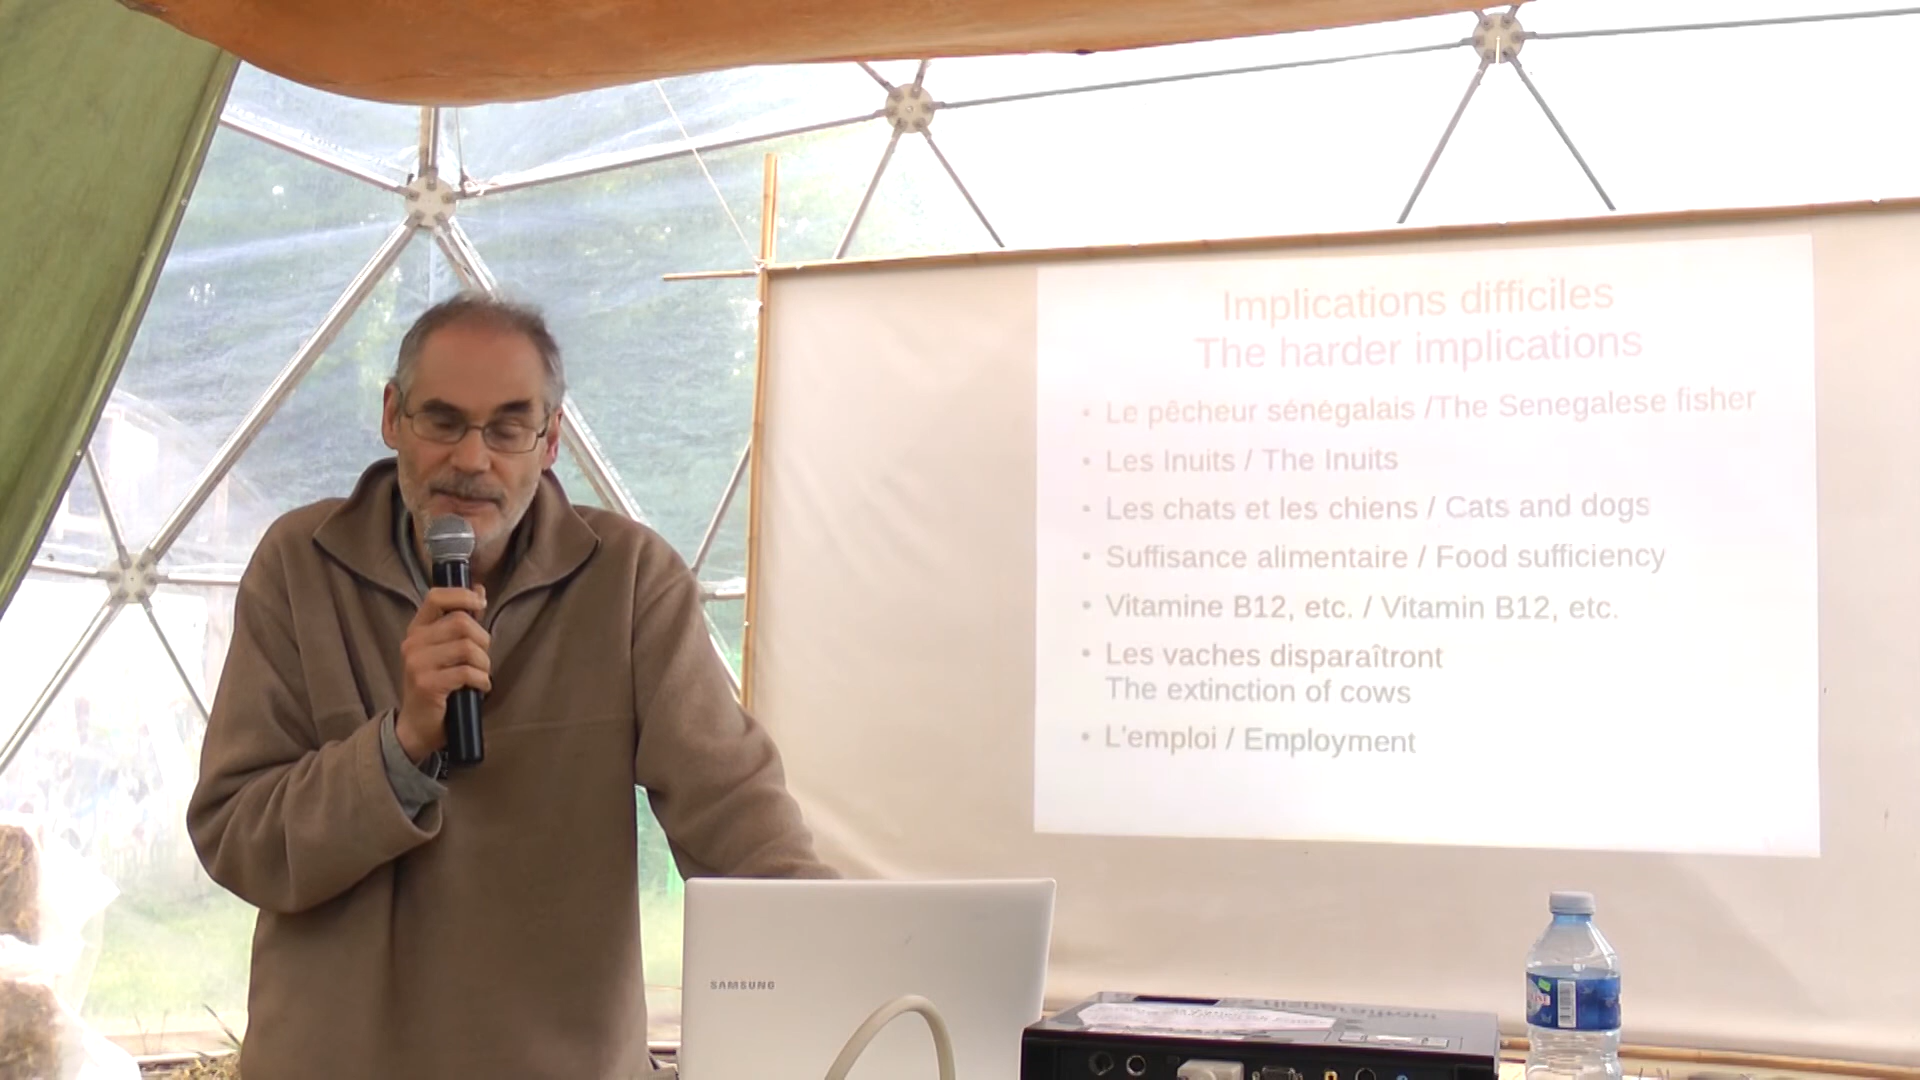 Implications difficiles
The harder implications
• Le pêcheur sénégalais /The Senegalese fisher
• Les Inuits / The Inuits
• Les chats et les chiens / Cats and dogs
• Suffisance alimentaire / Food sufficiency
• Vitamine B12, etc. / Vitamin B12, etc.
• Les vaches disparaîtront
The extinction of cows
• L'emploi / Employment
SAMSUNG